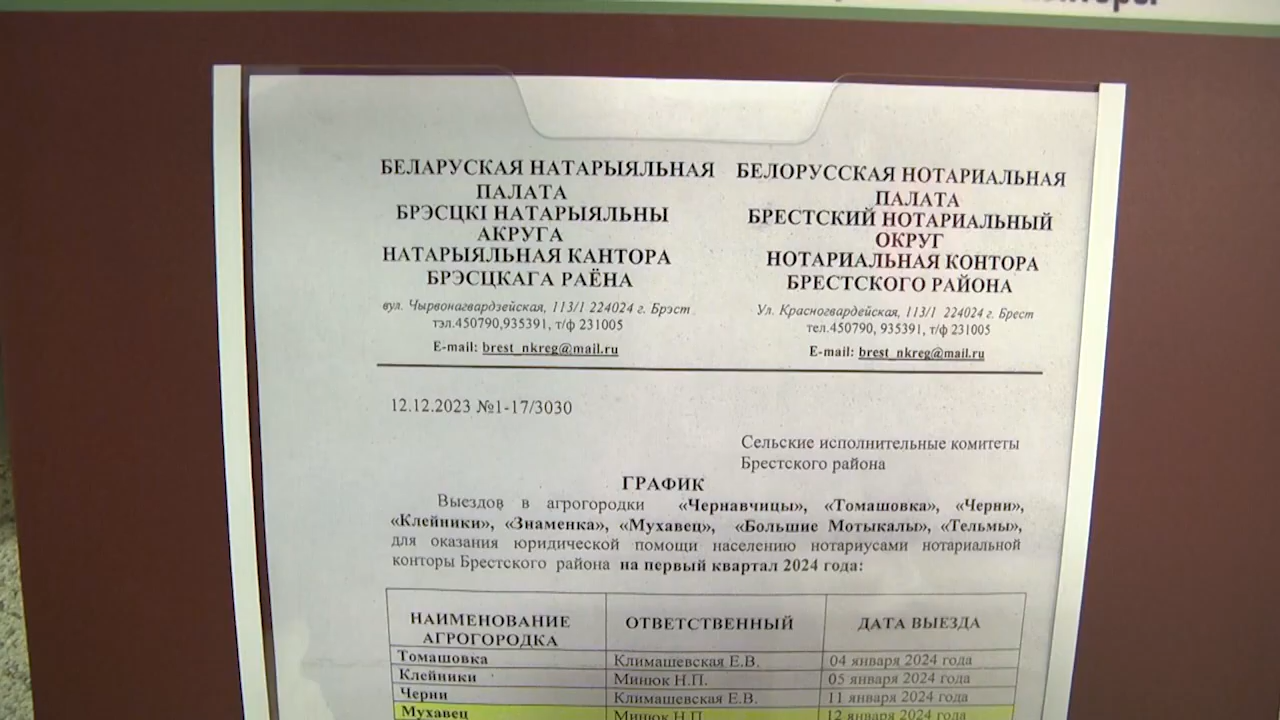 БЕЛАРУСКАЯ НАТАРЫЯЛЬНАЯ
ПАЛАТА
БРЭСЦКІ НАТАРЫЯЛЬНЫ
АКРУГА
НАТАРЫЯЛЬНАЯ КАНТОРА
БРЭСЦКАГА РАЁНА
вул. Чырвонагвардзейская, 113/1 224024 г. Брэст
тэл.450790,935391, т/ф 231005
E-mail: brest_nkreg@mail.ru
БЕЛОРУССКАЯ НОТАРИАЛЬНАЯ
ПАЛАТА
БРЕСТСКИЙ НОТАРИАЛЬНЫЙ
ОКРУГ
НОТАРИАЛЬНАЯ КОНТОРА
БРЕСТСКОГО РАЙОНА
Ул. Красногвардейская, 113/1 224024 г. Брест
тел.450790, 935391, т/ф 231005
E-mail: brest_nkreg@mail.ru
12.12.2023 №1-17/3030
Сельские исполнительные комитеты
Брестского района
ГРАФИК
Выездов в агрогородки «Чернавчицы», «Томашовка», «Черни»,
«Клейники», «Знаменка», «Мухавец», «Большие Мотыкалы», «Тельмы»,
для оказания юридической помощи населению нотариусами нотариальной
конторы Брестского района на первый квартал 2024 года:
НАИМЕНОВАНИЕ АГРОГОРОДКА ОТВЕТСТВЕННЫЙ ДАТА ВЫЕЗДА
Томашовка Климашевская Е.В. 04 января 2024 года
Клейники Минюк Н.П. 05 января 2024 года
Черни Климашевская Е.В. 11 января 2024 года
Мухавец Минюк Н.П. 12 января 2024 года